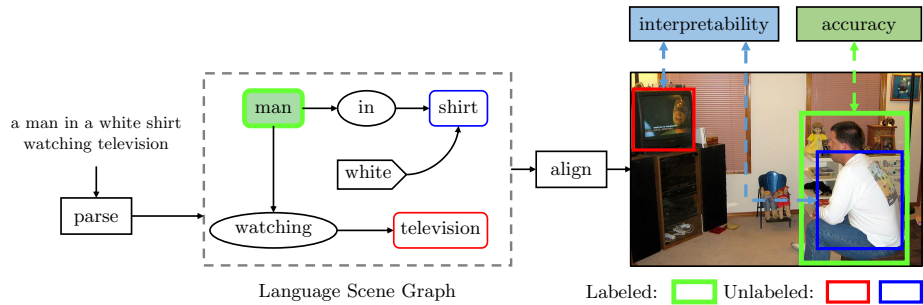 interpretability
accuracy
man
in
shirt
a man in a white shirt
watching television
white
align
parse
watching
television
Language Scene Graph
Labeled:
Unlabeled: